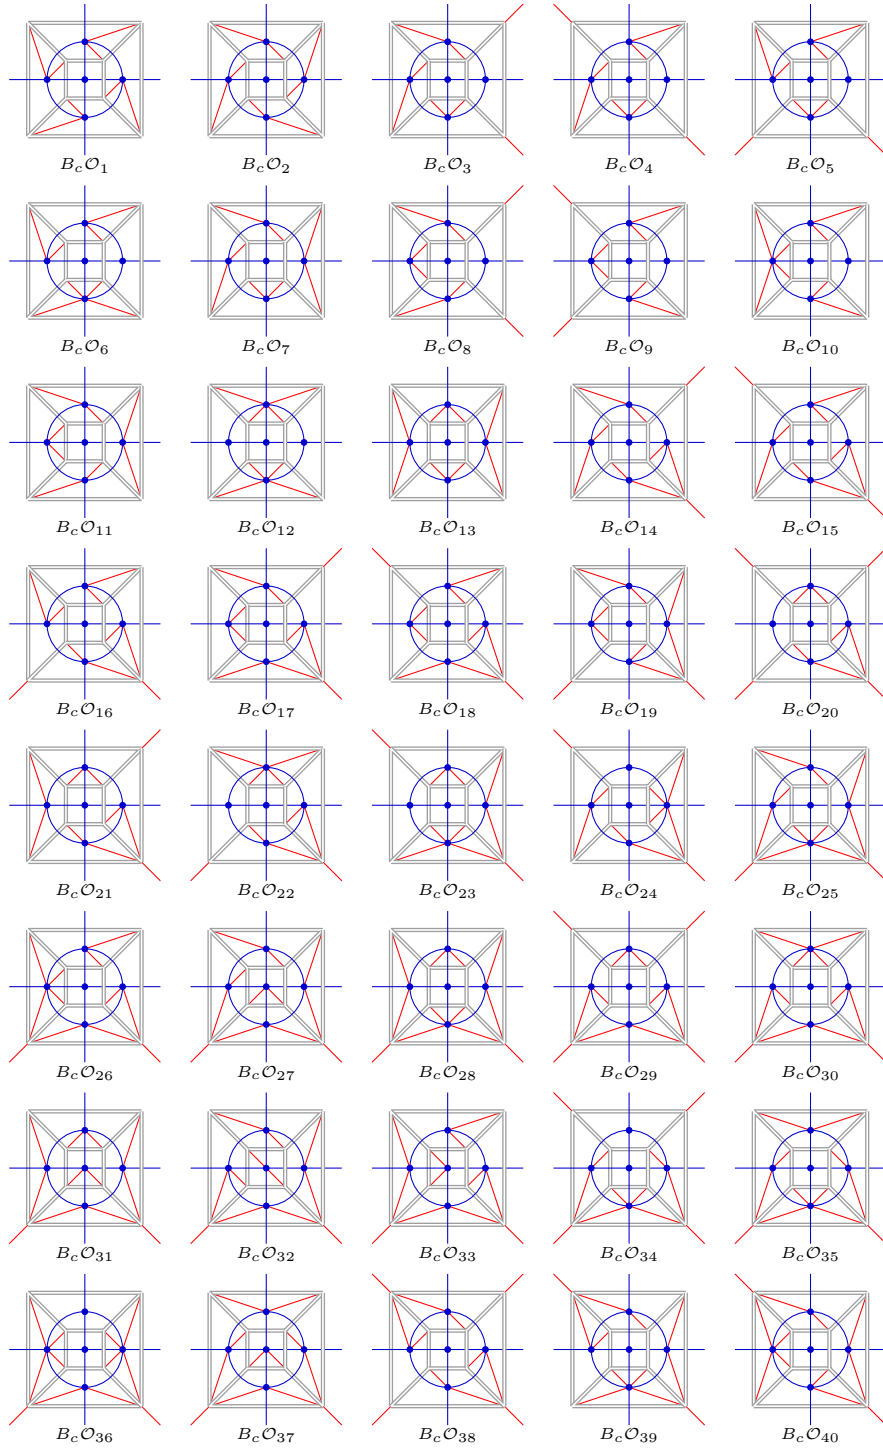 B_cO_1 B_cO_2 B_cO_3 B_cO_4 B_cO_5
B_cO_6 B_cO_7 B_cO_8 B_cO_9 B_cO_10
B_cO_11 B_cO_12 B_cO_13 B_cO_14 B_cO_15
B_cO_16 B_cO_17 B_cO_18 B_cO_19 B_cO_20
B_cO_21 B_cO_22 B_cO_23 B_cO_24 B_cO_25
B_cO_26 B_cO_27 B_cO_28 B_cO_29 B_cO_30
B_cO_31 B_cO_32 B_cO_33 B_cO_34 B_cO_35
B_cO_36 B_cO_37 B_cO_38 B_cO_39 B_cO_40